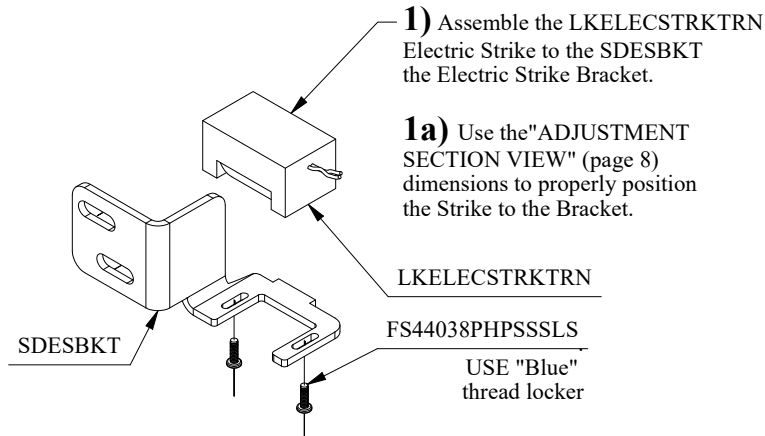 1) Assemble the LKELECSTRKTRN
Electric Strike to the SDESBKT
the Electric Strike Bracket.
1a) Use the"ADJUSTMENT
SECTION VIEW" (page 8)
dimensions to properly position
the Strike to the Bracket.
LKELECSTRKTRN
SDESBKT
FS44038PHPSSSLS
USE "Blue"
thread locker